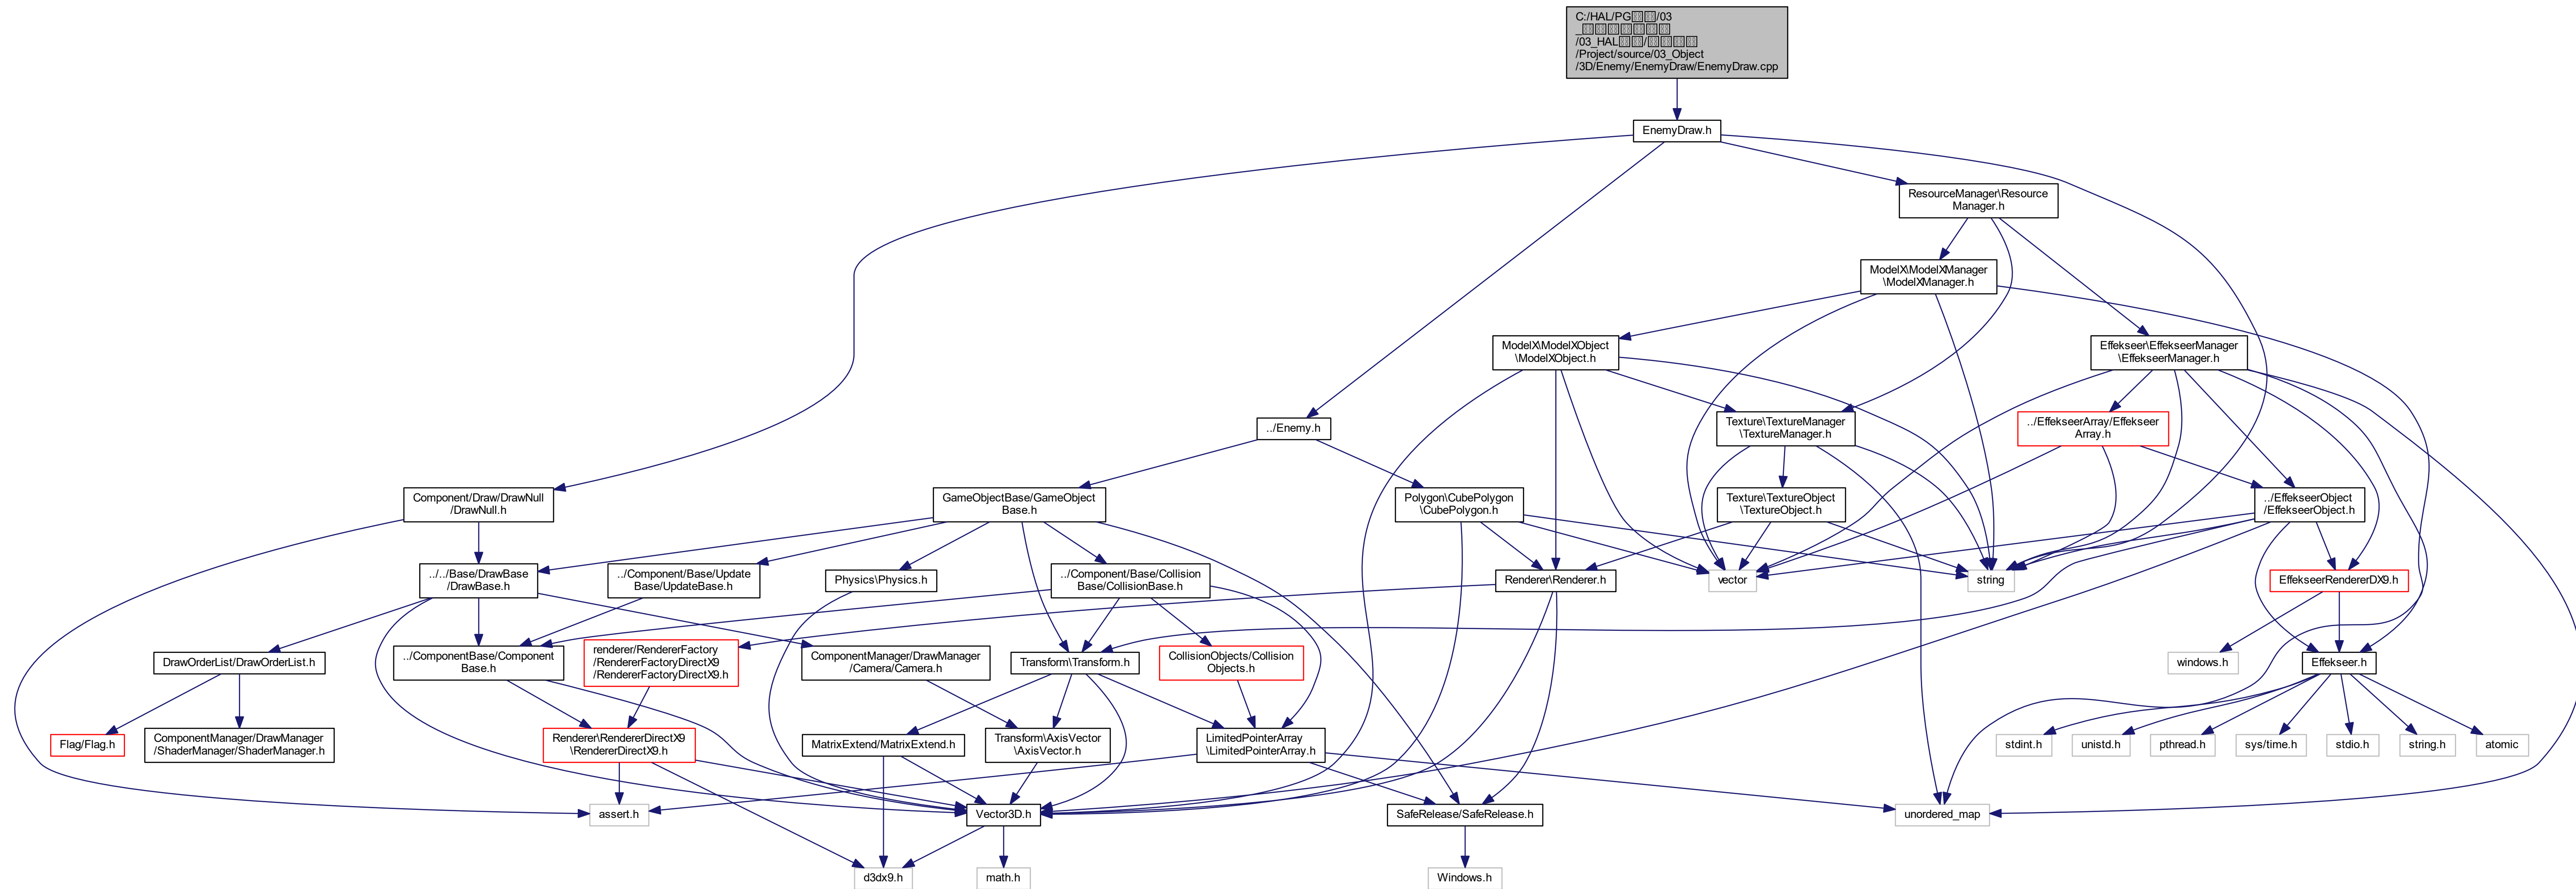 C:/HAL/PG/03
_
/03_HAL/
/Project/source/03_Object
/3D/Enemy/EnemyDraw/EnemyDraw.cpp
EnemyDraw.h
ResourceManager\Resource
Manager.h
ModelX\ModelXManager
\ModelXManager.h
ModelX\ModelXObject
\ModelXObject.h
Effekseer\EffekseerManager
\EffekseerManager.h
../Enemy.h
Texture\TextureManager
\TextureManager.h
../EffekseerArray/Effekseer
Array.h
Component/Draw/DrawNull
/DrawNull.h
GameObjectBase/GameObject
Base.h
Polygon\CubePolygon
\CubePolygon.h
Texture\TextureObject
\TextureObject.h
../EffekseerObject
/EffekseerObject.h
../../Base/DrawBase
/DrawBase.h
../Component/Base/Update
Base/UpdateBase.h
Physics\Physics.h
../Component/Base/Collision
Base/CollisionBase.h
Renderer\Renderer.h
vector
string
EffekseerRendererDX9.h
DrawOrderList/DrawOrderList.h
../ComponentBase/Component
Base.h
renderer/RendererFactory
/RendererFactoryDirectX9
/RendererFactoryDirectX9.h
ComponentManager/DrawManager
/Camera/Camera.h
Transform\Transform.h
CollisionObjects/Collision
Objects.h
windows.h
Effekseer.h
Flag/Flag.h
ComponentManager/DrawManager
/ShaderManager/ShaderManager.h
Renderer\RendererDirectX9
\RendererDirectX9.h
MatrixExtend/MatrixExtend.h
Transform\AxisVector
\AxisVector.h
LimitedPointerArray
\LimitedPointerArray.h
stdint.h
unistd.h
pthread.h
sys/time.h
stdio.h
string.h
atomic
assert.h
Vector3D.h
SafeRelease/SafeRelease.h
unordered_map
d3dx9.h
math.h
Windows.h